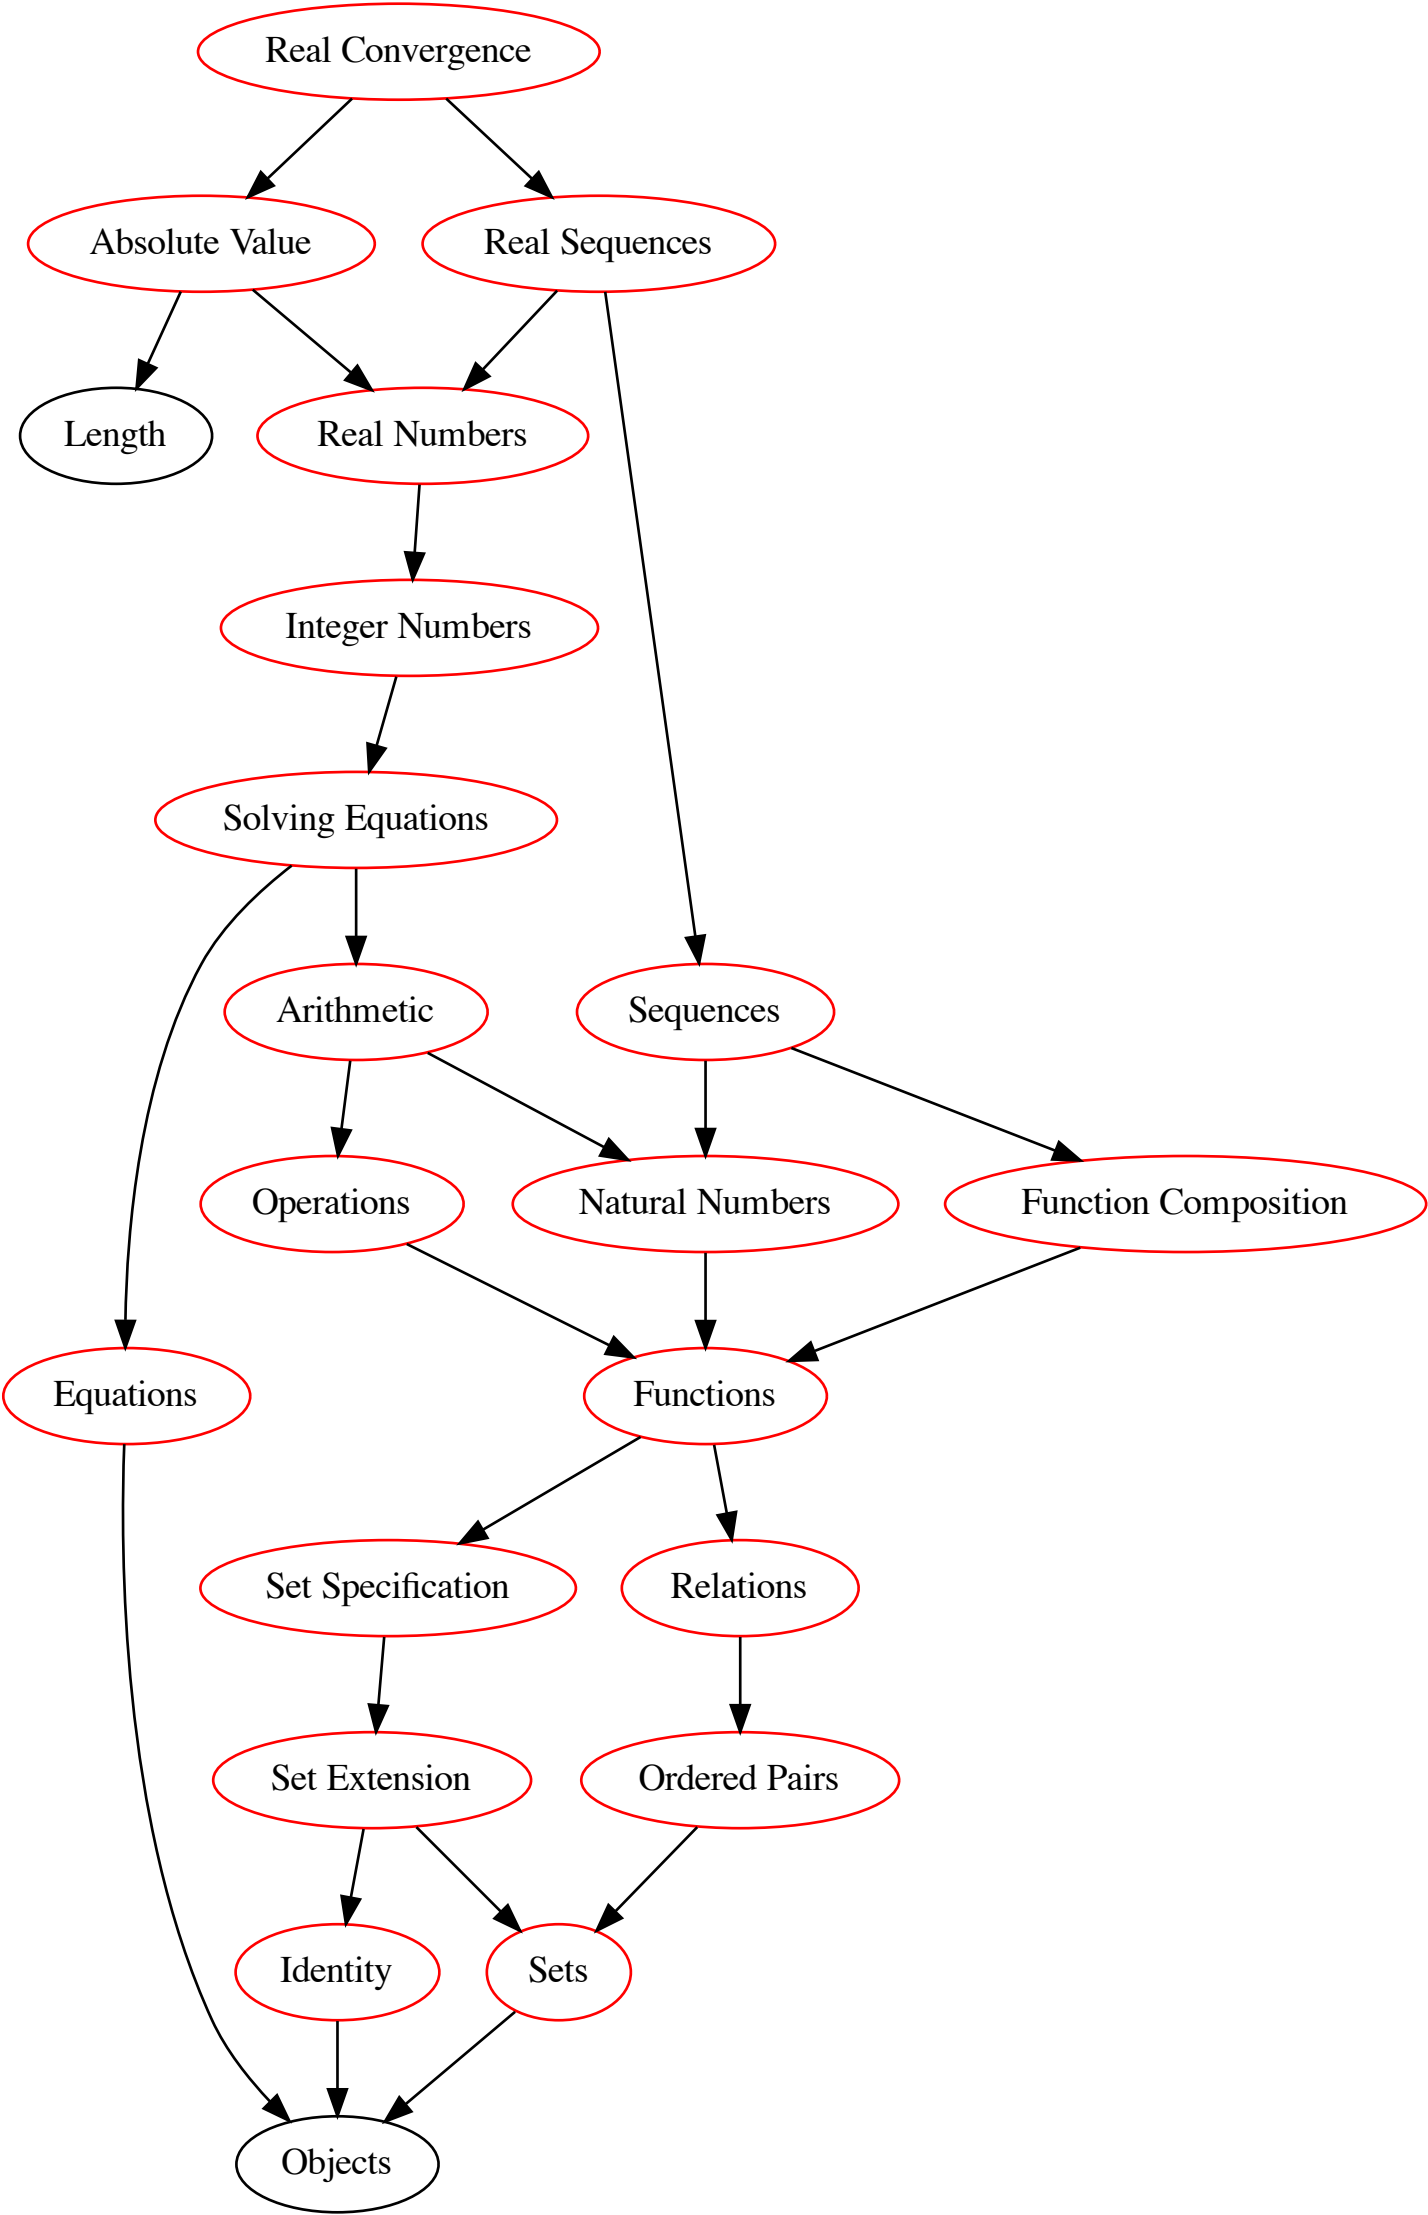 Real Convergence
Absolute Value
Real Sequences
Length
Real Numbers
Integer Numbers
Solving Equations
Arithmetic
Sequences
Operations
Natural Numbers
Function Composition
Equations
Functions
Set Specification
Relations
Set Extension
Ordered Pairs
Identity
Sets
Objects